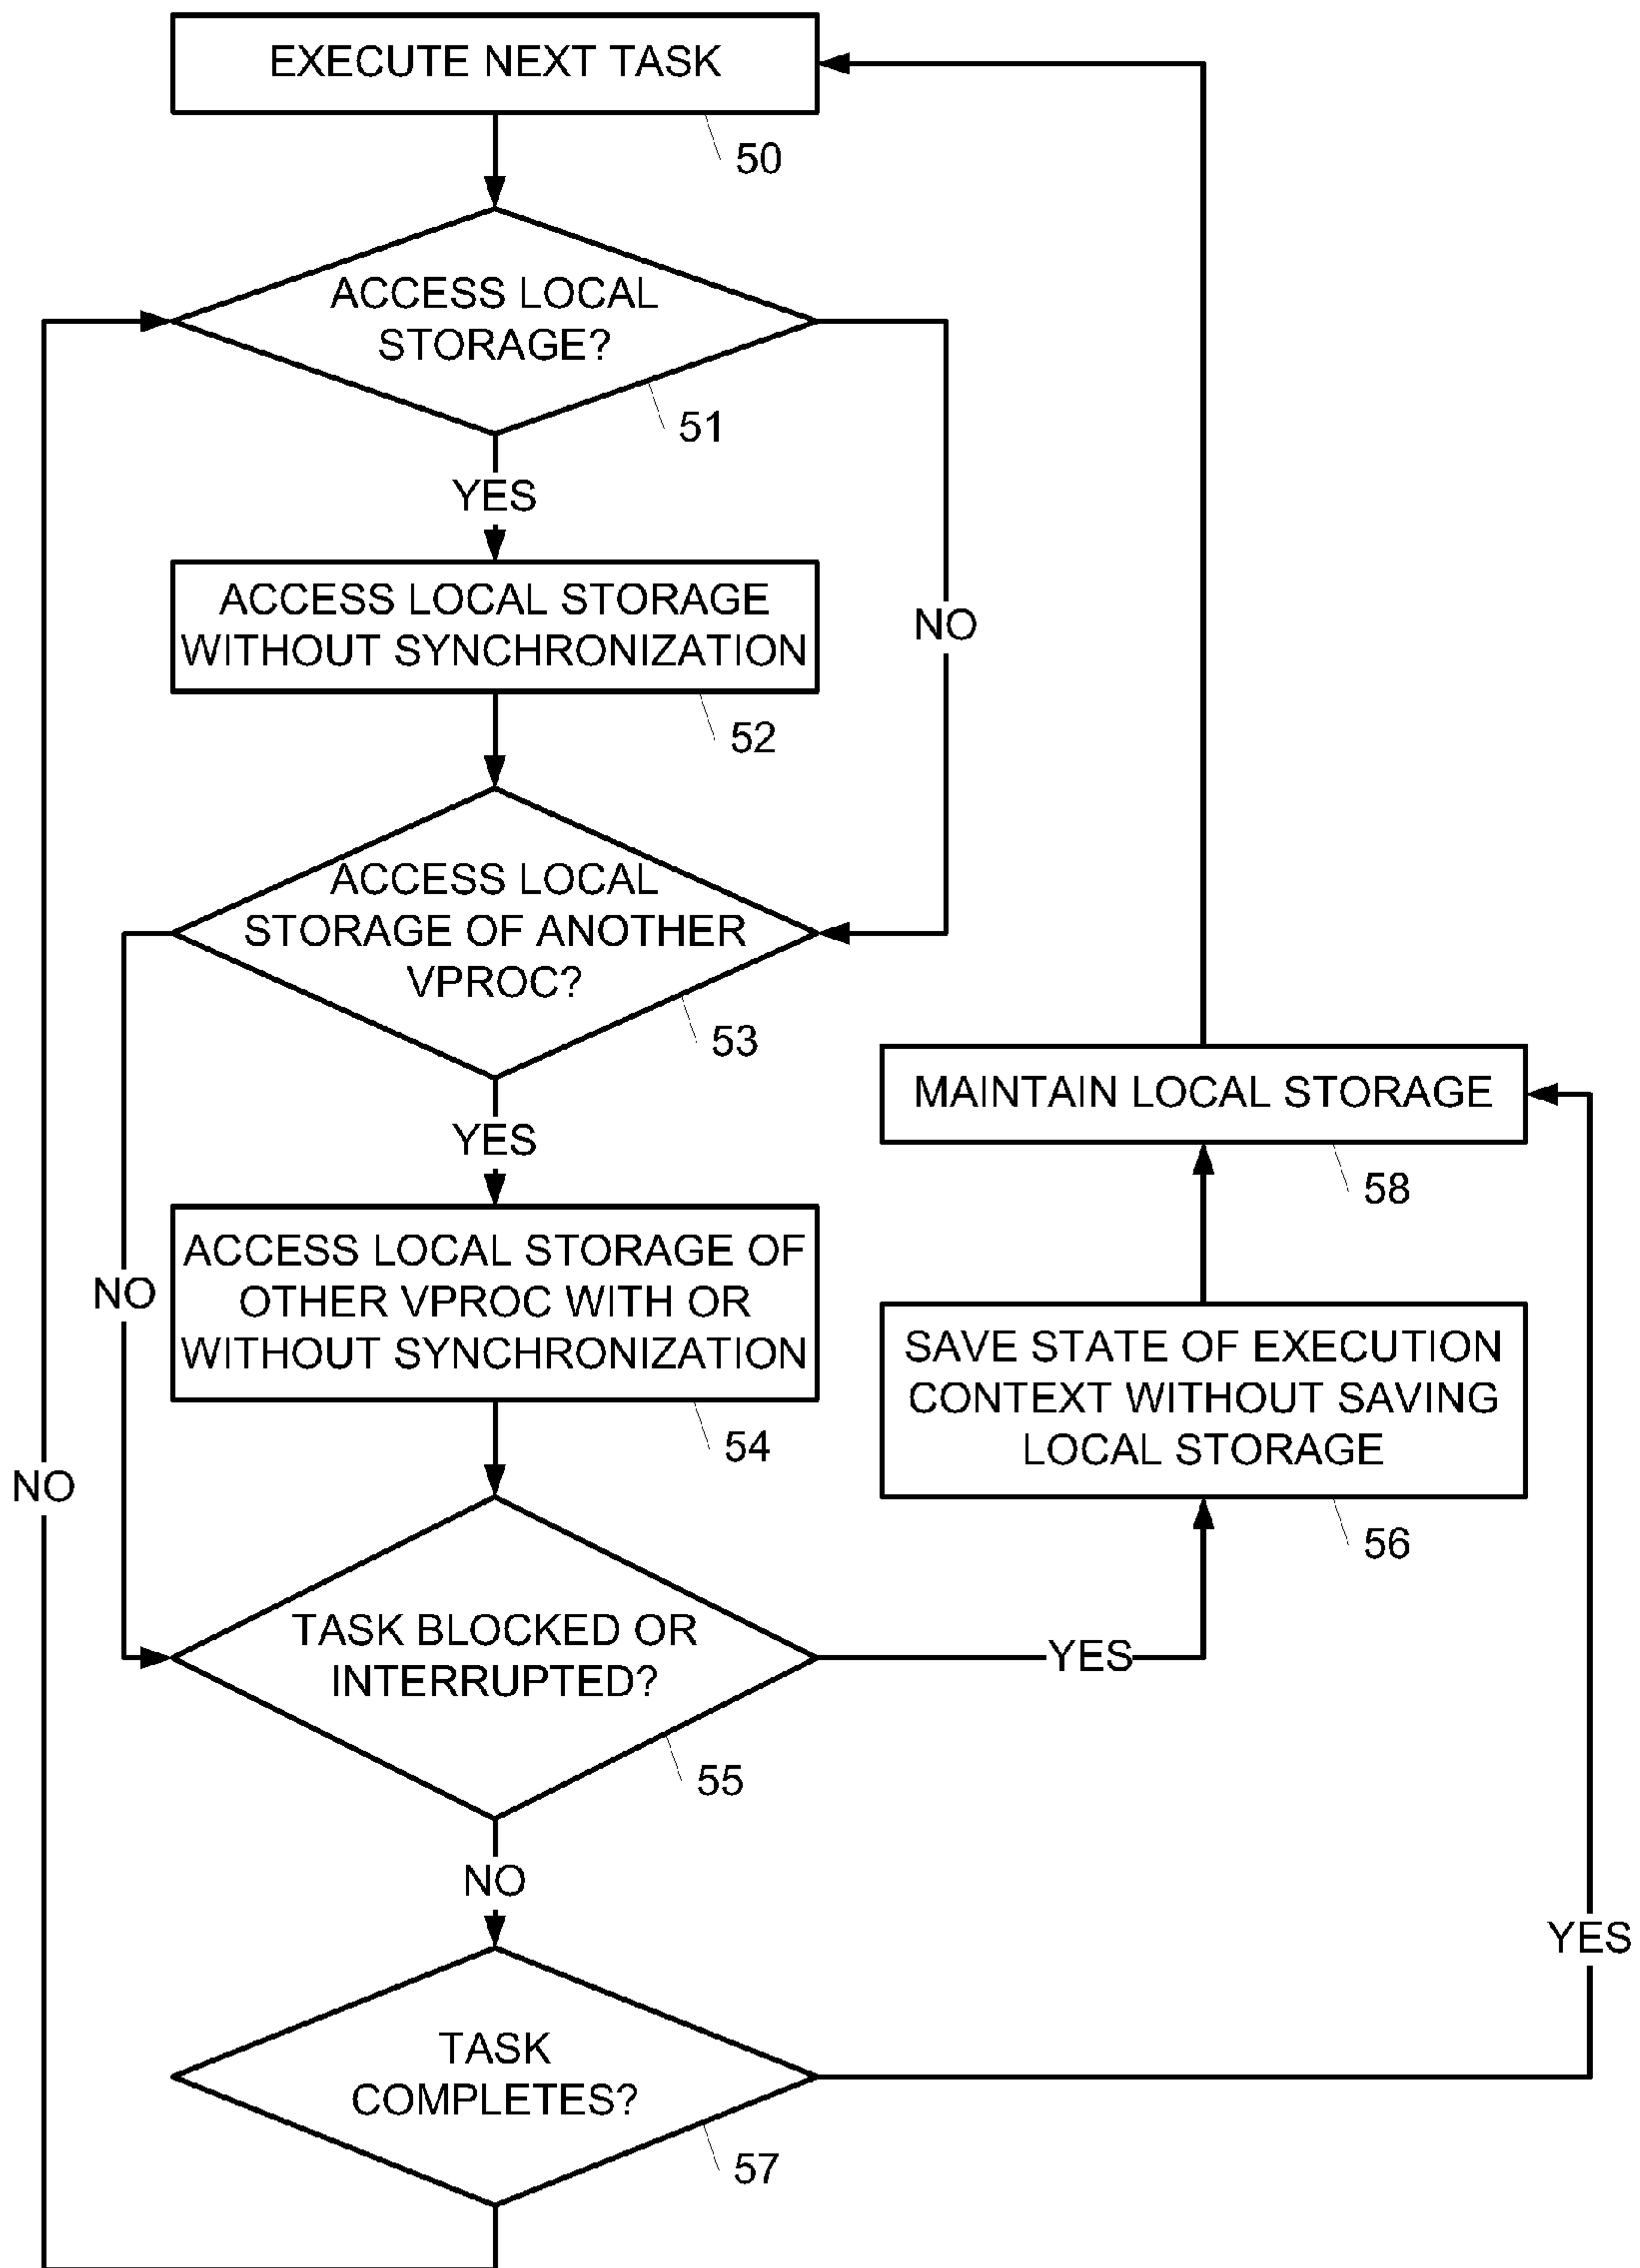 EXECUTE NEXT TASK
50
ACCESS LOCAL
STORAGE?
51
YES
NO
ACCESS LOCAL STORAGE
WITHOUT SYNCHRONIZATION
52
ACCESS LOCAL
STORAGE OF ANOTHER
VPROC?
53
YES
MAINTAIN LOCAL STORAGE
58
NO
ACCESS LOCAL STORAGE OF
OTHER VPROC WITH OR
WITHOUT SYNCHRONIZATION
54
SAVE STATE OF EXECUTION
CONTEXT WITHOUT SAVING
LOCAL STORAGE
56
NO
TASK BLOCKED OR
INTERRUPTED?
55
YES
NO
YES
TASK
COMPLETES?
57